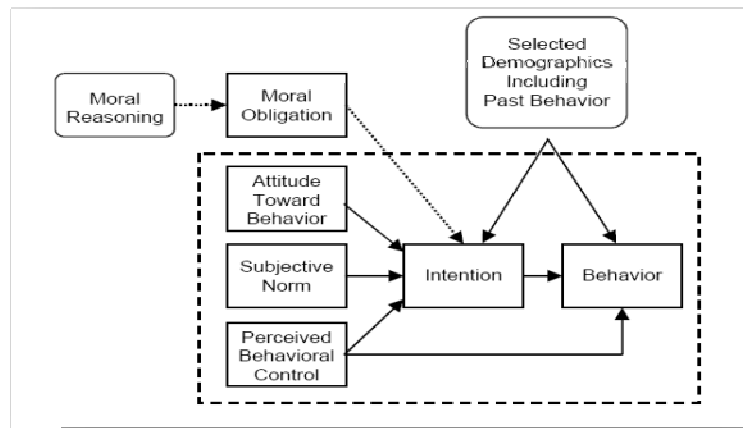 Selected
Demographics
Including
Past Behavior
Moral
Reasoning
Moral
Obligation
Attitude
Toward
Behavior
Subjective
Norm
Intention
Behavior
Perceived
Behavioral
Control